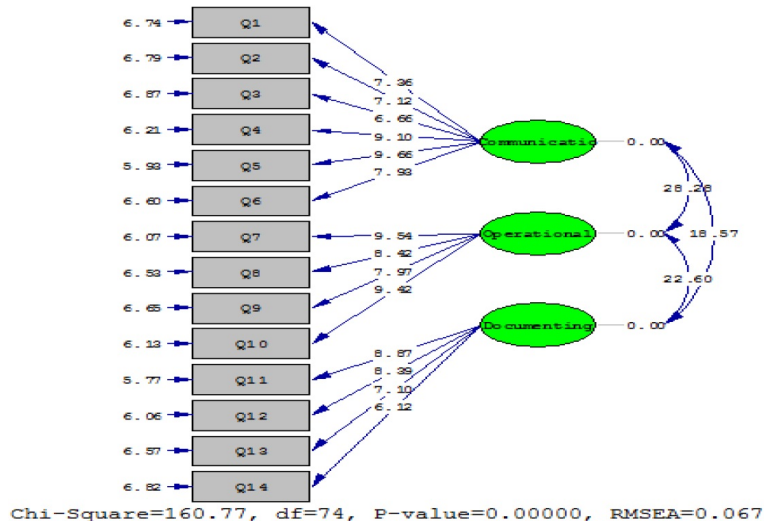 6.74 Q1
6.79 Q2
7.36
6.87 Q3
7.12
6.66
6.21 Q4
9.10
Communicatio 0.00
5.93 Q5
9.66
7.93
28.28
6.60 Q6
6.07 Q7
9.54
Operational 0.00 18.57
8.42
6.53 Q8
7.97
22.60
9.42
6.65 Q9
Documenting 0.00
6.13 Q10
8.87
5.77 Q11
8.39
7.10
6.12
6.06 Q12
6.57 Q13
6.82 Q14
Chi-Square=160.77, df=74, P-value=0.00000, RMSEA=0.067